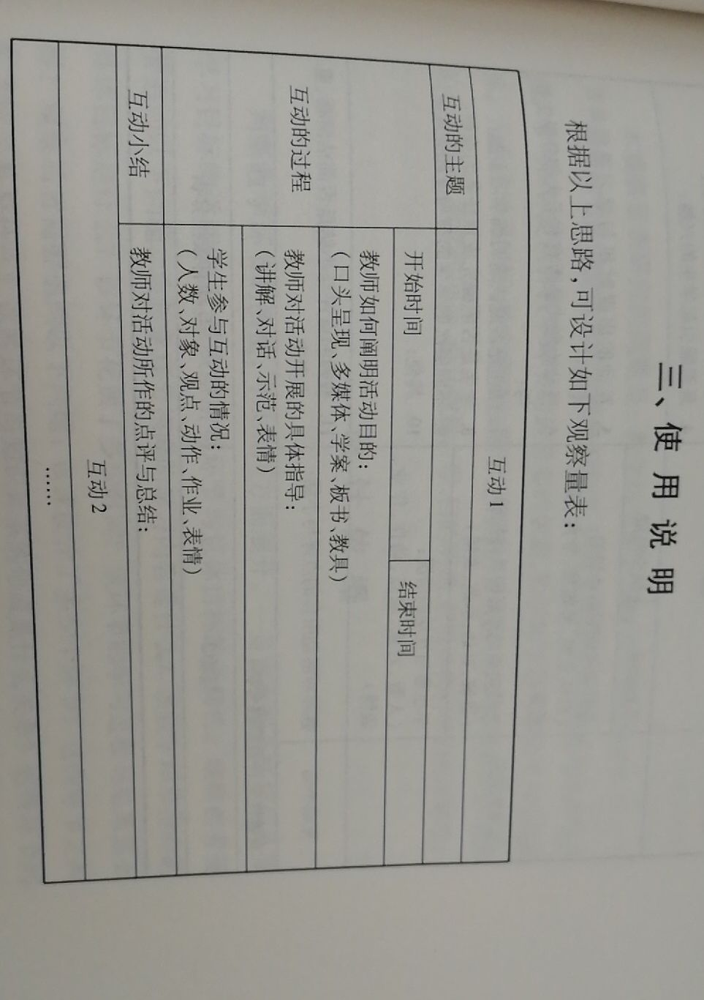 三、使用说明
根据以上思路,可设计如下观察量表:
互动1
互动的主题
互动的过程
开始时间
结束时间
教师如何阐明活动目的:
(口头呈现、多媒体、学案、板书、教具)
教师对活动开展的具体指导:
(讲解、对话、示范、表情)
学生参与互动的情况:
(人数、对象、观点、动作、作业、表情)
互动小结
教师对活动所作的点评与总结:
互动2
……